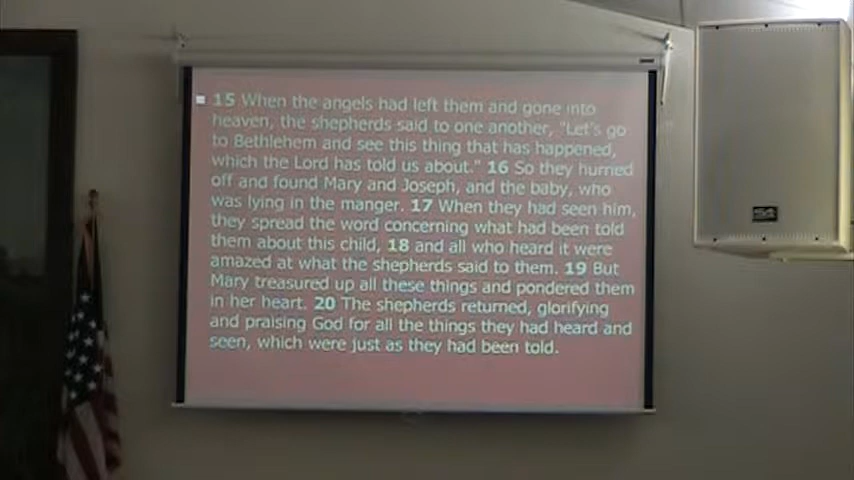 15 When the angels had left them and gone into
heaven, the shepherds said to one another, "Let's go
to Bethlehem and see this thing that has happened,
which the Lord has told us about." 16 So they hurried
off and found Mary and Joseph, and the baby, who
was lying in the manger. 17 When they had seen him,
they spread the word concerning what had been told
them about this child, 18 and all who heard it were
amazed at what the shepherds said to them. 19 But
Mary treasured up all these things and pondered them
in her heart. 20 The shepherds returned, glorifying
and praising God for all the things they had heard and
seen, which were just as they had been told.